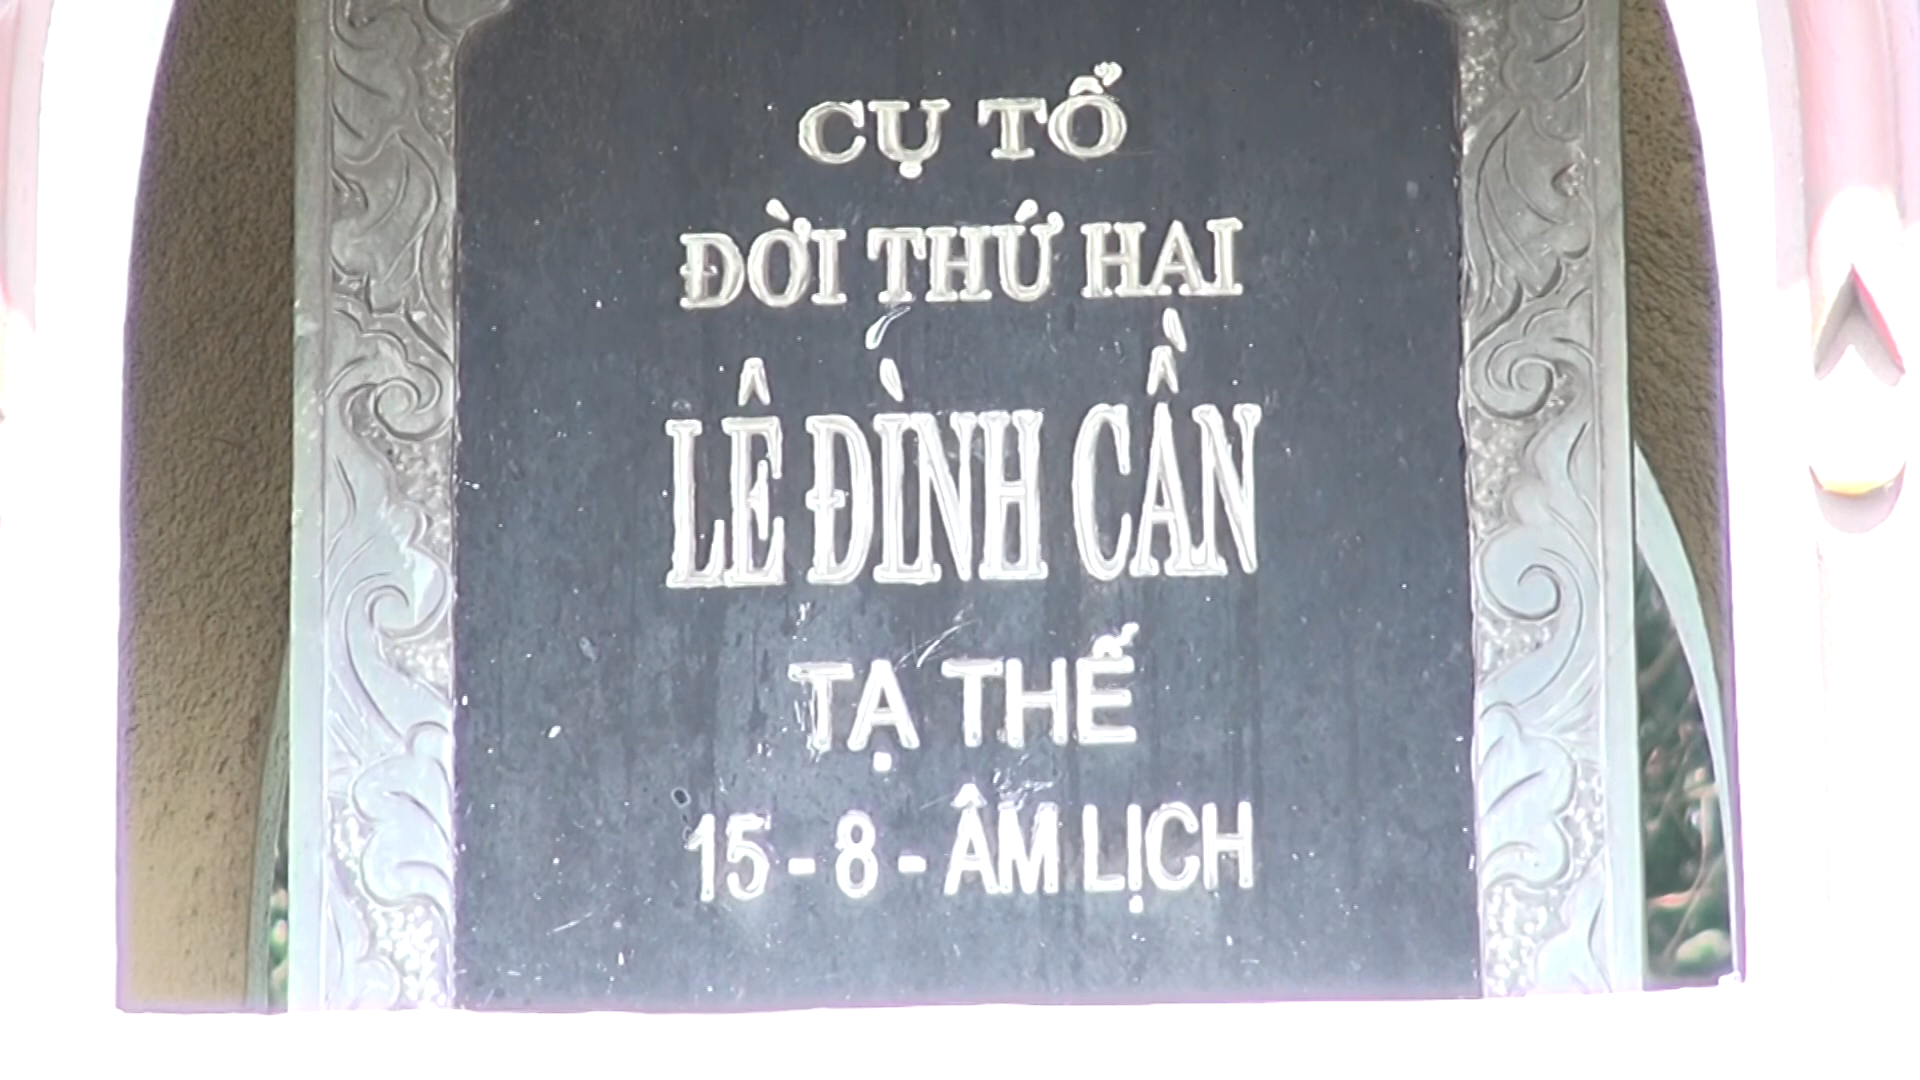 CỤ TỔ
ĐỜI THỨ HAI
LÊ ĐÌNH CẦN
TẠ THẾ
15 - 8 - ÂM LỊCH